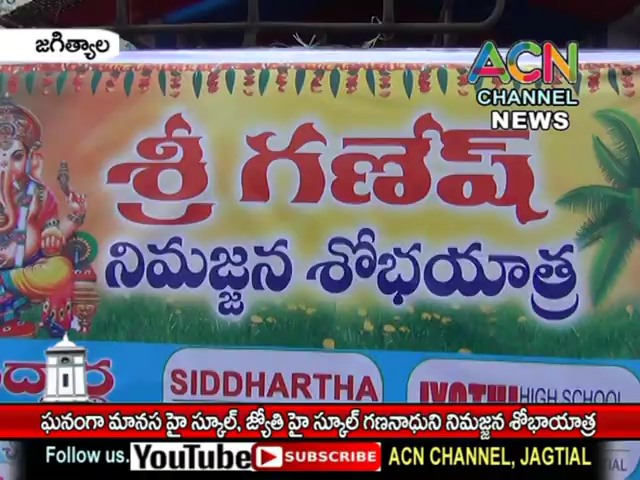 జగిత్యాల
ACN
CHANNEL
NEWS
శ్రీ గణేష్
నిమజ్జన శోభయాత్ర
SIDDHARTHA
JYOTHI HIGH SCHOOL
ఘనంగా మానస హై స్కూల్, జ్యోతి హై స్కూల్ గణనాధుని నిమజ్జన శోభాయాత్ర
Follow us. YouTube SUBSCRIBE ACN CHANNEL, JAGTIAL